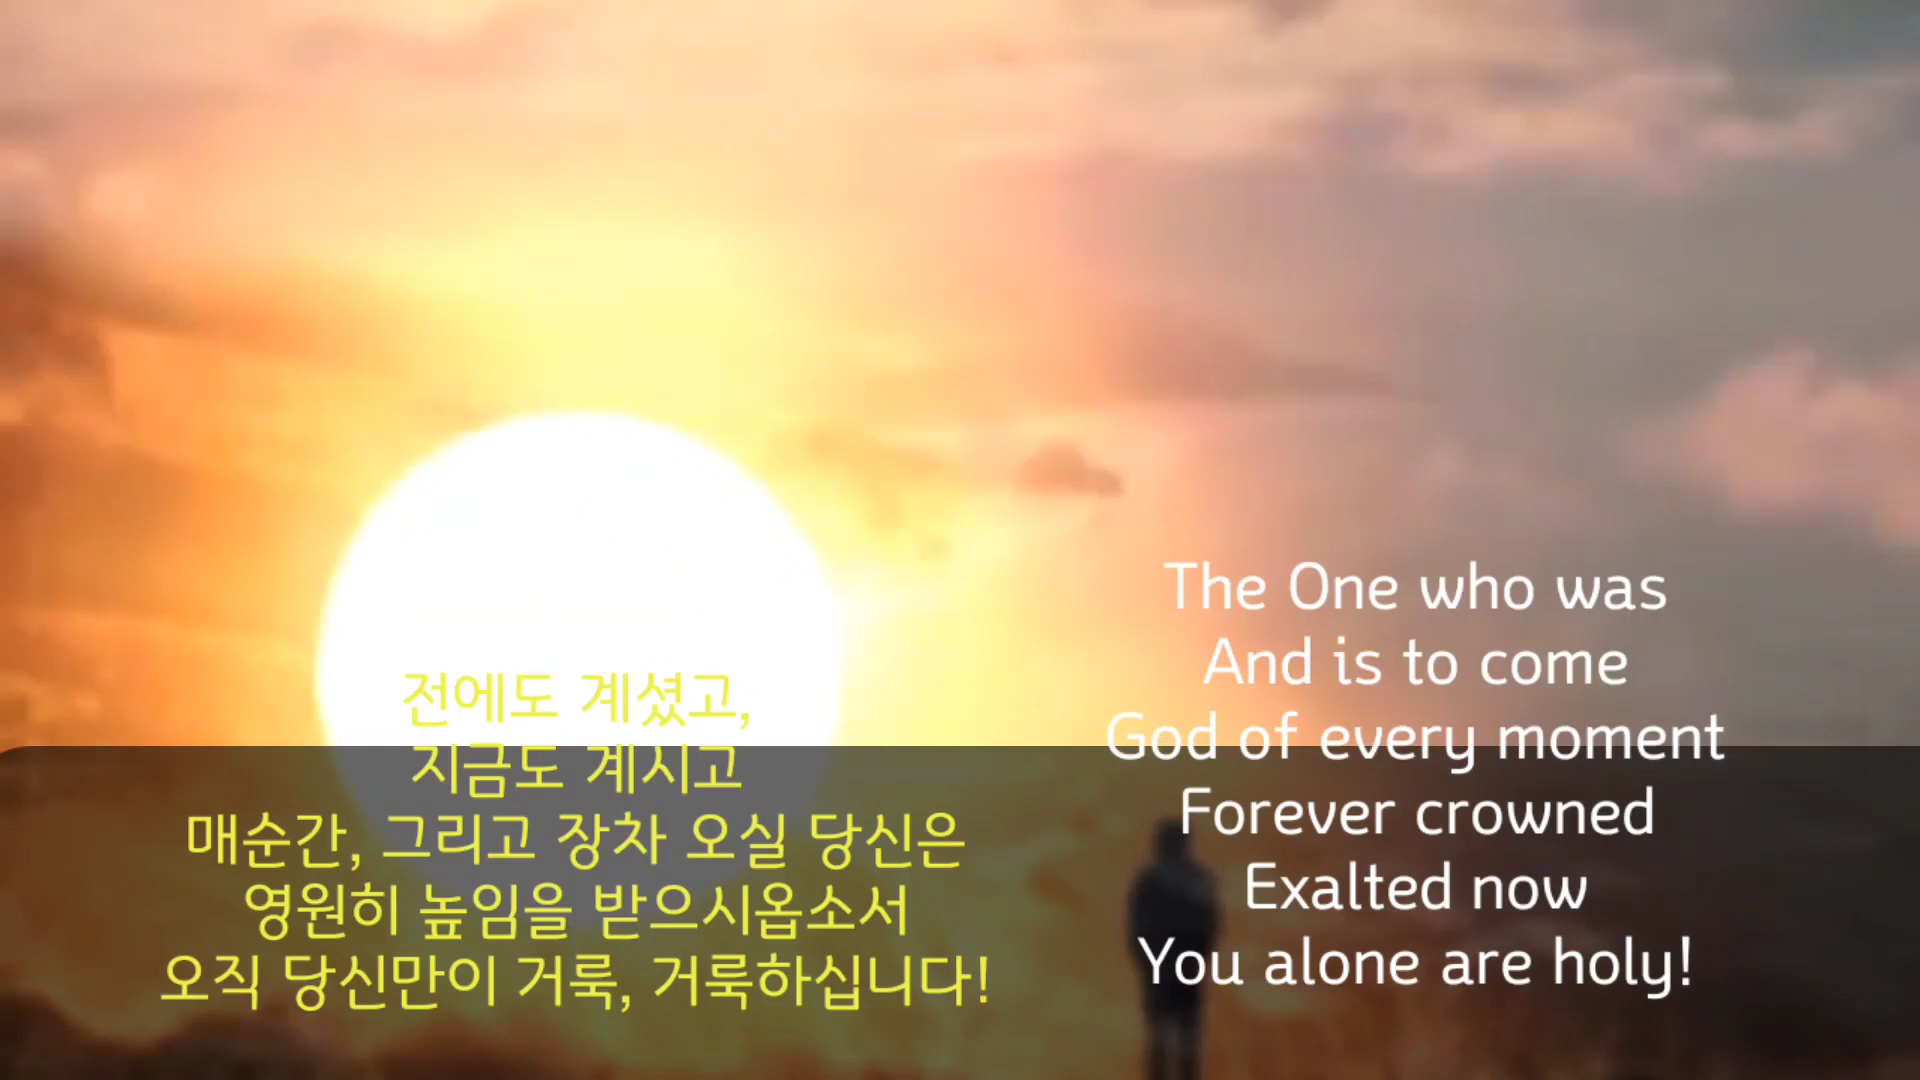 전에도 계셨고,
지금도 계시고
매순간, 그리고 장차 오실 당신은
영원히 높임을 받으시옵소서
오직 당신만이 거룩, 거룩하십니다!
The One who was
And is to come
God of every moment
Forever crowned
Exalted now
You alone are holy!